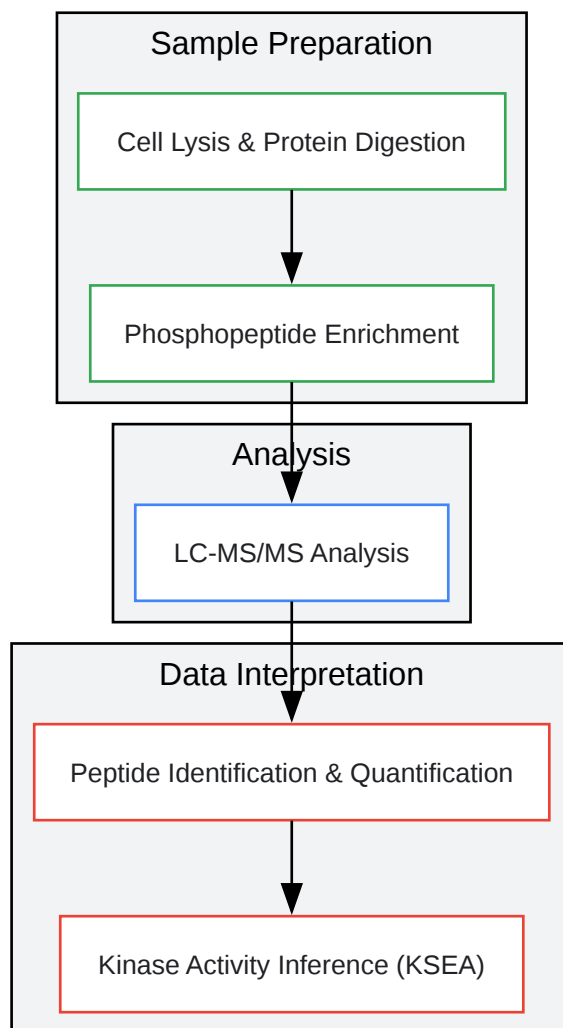 Sample Preparation
Cell Lysis & Protein Digestion
Phosphopeptide Enrichment
Analysis
LC-MS/MS Analysis
Data Interpretation
Peptide Identification & Quantification
Kinase Activity Inference (KSEA)